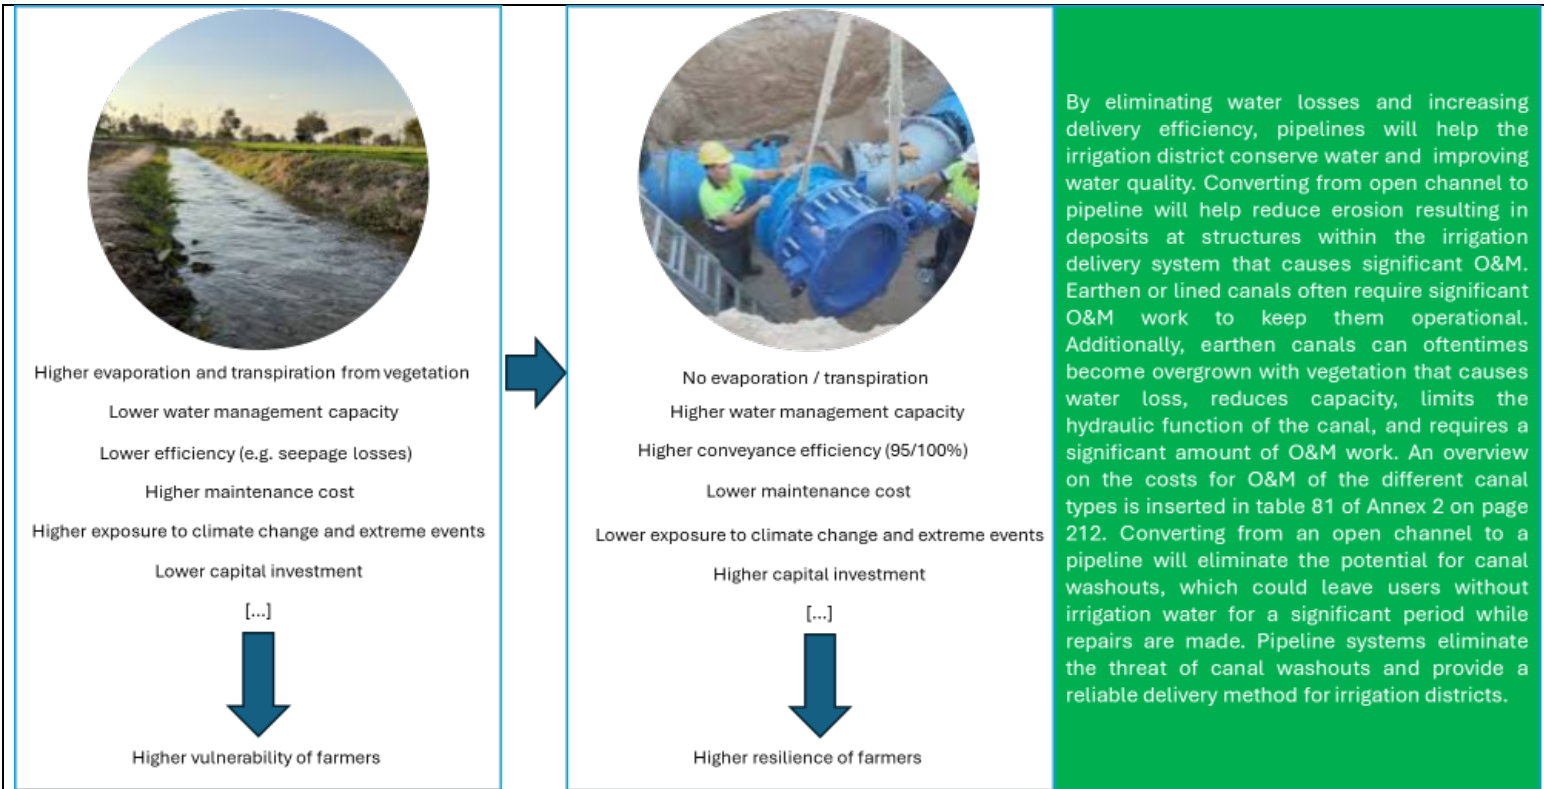 Higher evaporation and transpiration from vegetation
Lower water management capacity
Lower efficiency (e.g. seepage losses)
Higher maintenance cost
Higher exposure to climate change and extreme events
Lower capital investment
[...]
Higher vulnerability of farmers
No evaporation / transpiration
Higher water management capacity
Higher conveyance efficiency (95/100%)
Lower maintenance cost
Lower exposure to climate change and extreme events
Higher capital investment
[...]
Higher resilience of farmers
By eliminating water losses and increasing
delivery efficiency, pipelines will help the
irrigation district conserve water and improving
water quality. Converting from open channel to
pipeline will help reduce erosion resulting in
deposits at structures within the irrigation
delivery system that causes significant O&M.
Earthen or lined canals often require significant
O&M work to keep them operational.
Additionally, earthen canals can oftentimes
become overgrown with vegetation that causes
water loss, reduces capacity, limits the
hydraulic function of the canal, and requires a
significant amount of O&M work. An overview
on the costs for O&M of the different canal
types is inserted in table 81 of Annex 2 on page
212. Converting from an open channel to a
pipeline will eliminate the potential for canal
washouts, which could leave users without
irrigation water for a significant period while
repairs are made. Pipeline systems eliminate
the threat of canal washouts and provide a
reliable delivery method for irrigation districts.